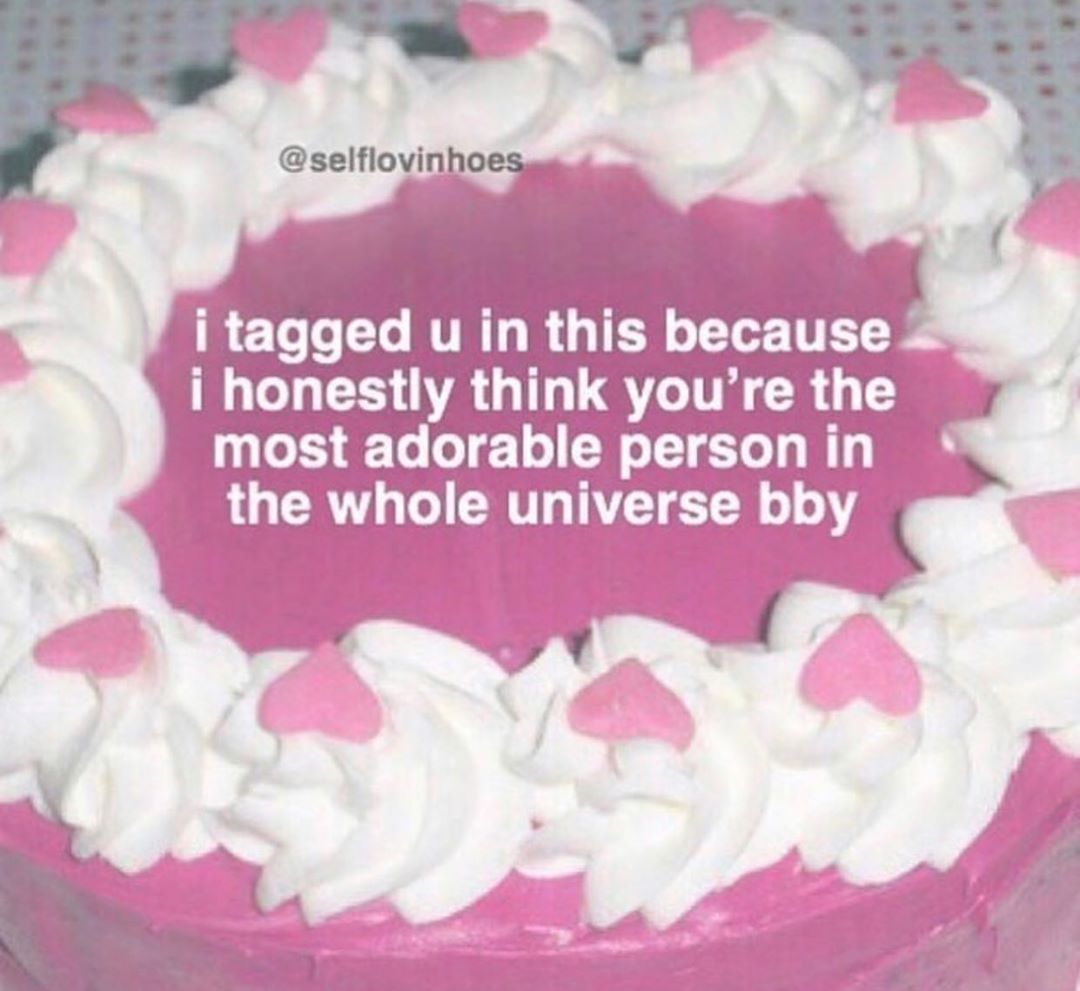 @selflovinhoes
i tagged u in this because
i honestly think you’re the
most adorable person in
the whole universe bby